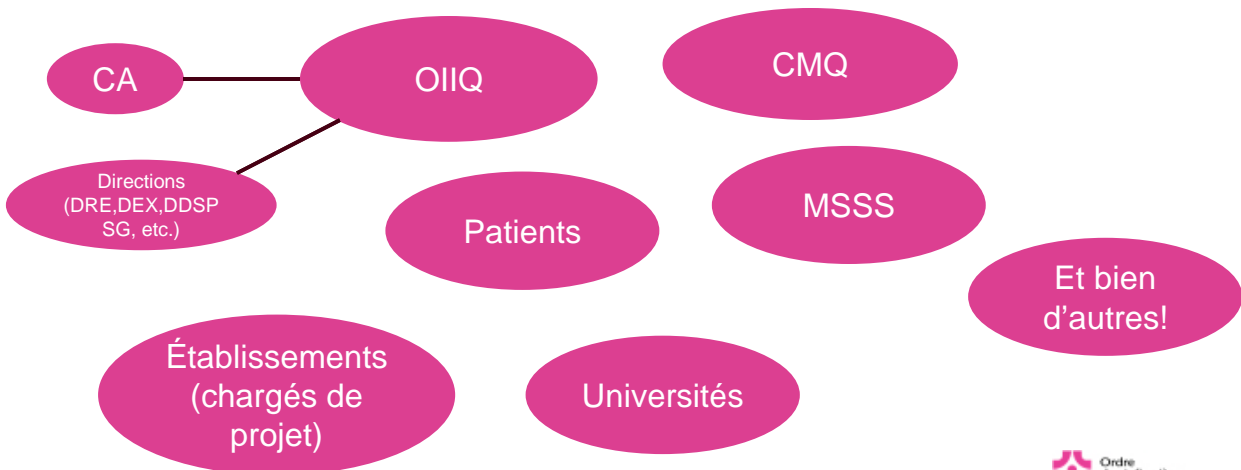 CA
OIIQ
CMQ
Directions
(DRE,DEX,DDSP
SG, etc.)
Patients
MSSS
Et bien
d'autres!
Établissements
(chargés de
projet)
Universités
Ordre